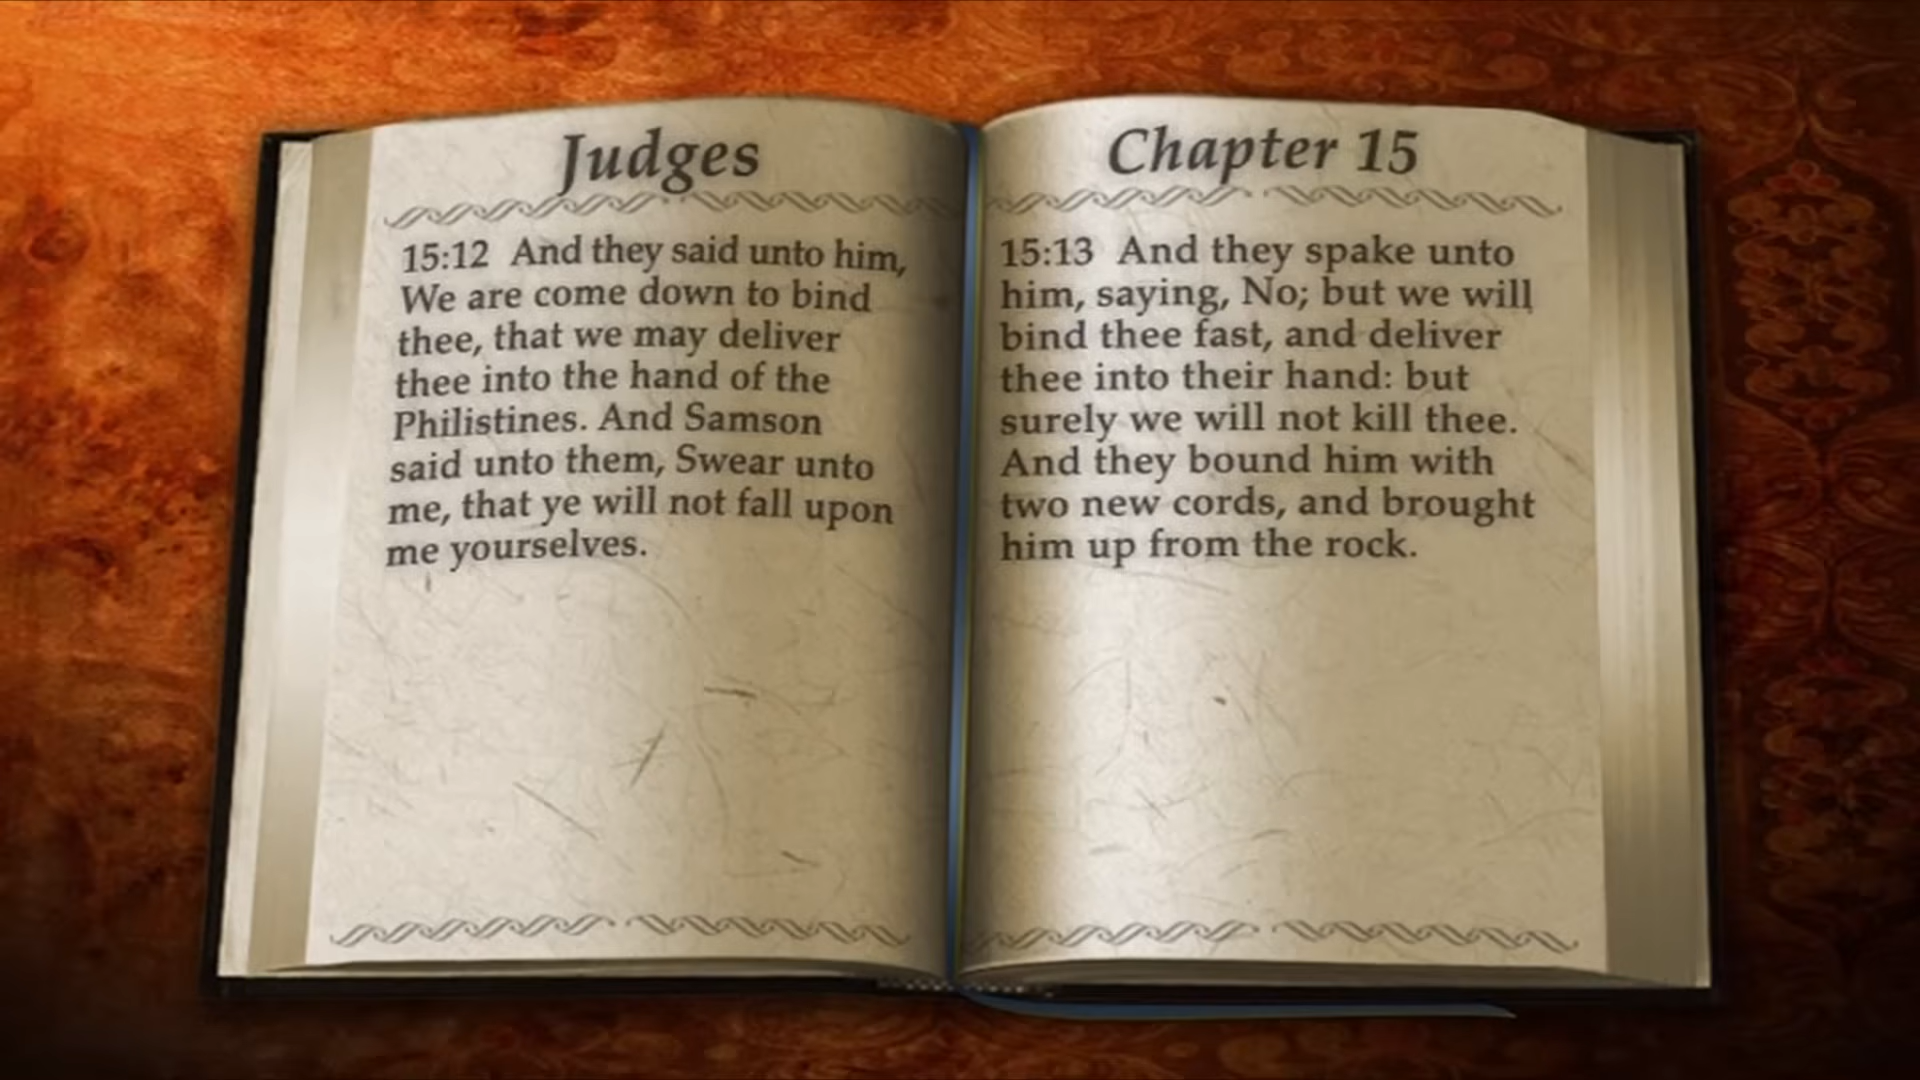 Judges
15:12 And they said unto him,
We are come down to bind
thee, that we may deliver
thee into the hand of the
Philistines. And Samson
said unto them, Swear unto
me, that ye will not fall upon
me yourselves.
Chapter 15
15:13 And they spake unto
him, saying, No; but we will
bind thee fast, and deliver
thee into their hand: but
surely we will not kill thee.
And they bound him with
two new cords, and brought
him up from the rock.